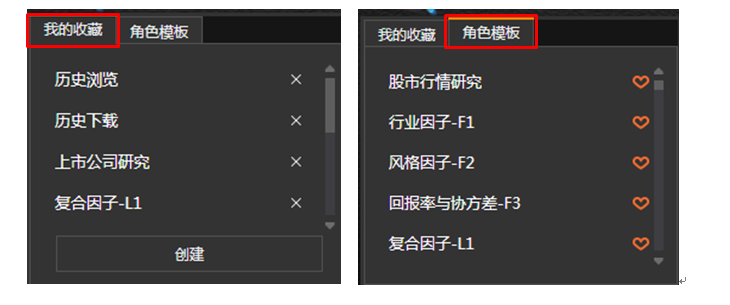 我的收藏 角色模板
历史浏览
历史下载
上市公司研究
复合因子-L1
创建
我的收藏 角色模板
股市行情研究
行业因子-F1
风格因子-F2
回报率与协方差-F3
复合因子-L1